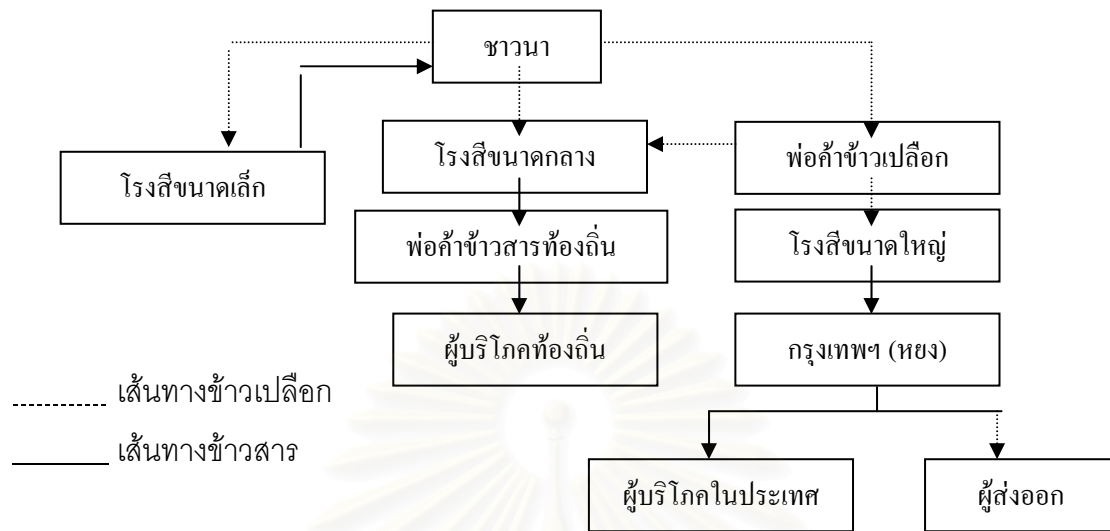 ชาวนา
โรงสีขนาดกลาง
พ่อค้าข้าวเปลือก
โรงสีขนาดเล็ก
พ่อค้าข้าวสารท้องถิ่น
โรงสีขนาดใหญ่
ผู้บริโภคท้องถิ่น
กรุงเทพฯ (หยง)
เส้นทางข้าวเปลือก
เส้นทางข้าวสาร
ผู้บริโภคในประเทศ
ผู้ส่งออก